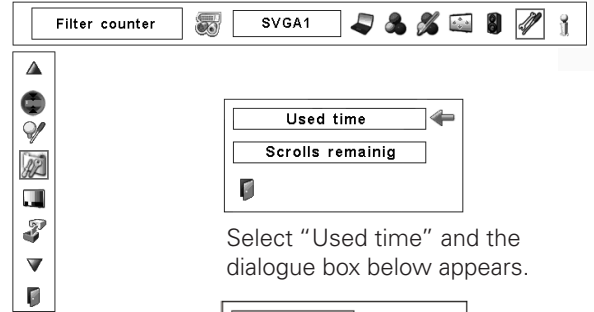 Filter counter
SVGA1
Used time
Scrolls remainig
Select “Used time” and the
dialogue box below appears.